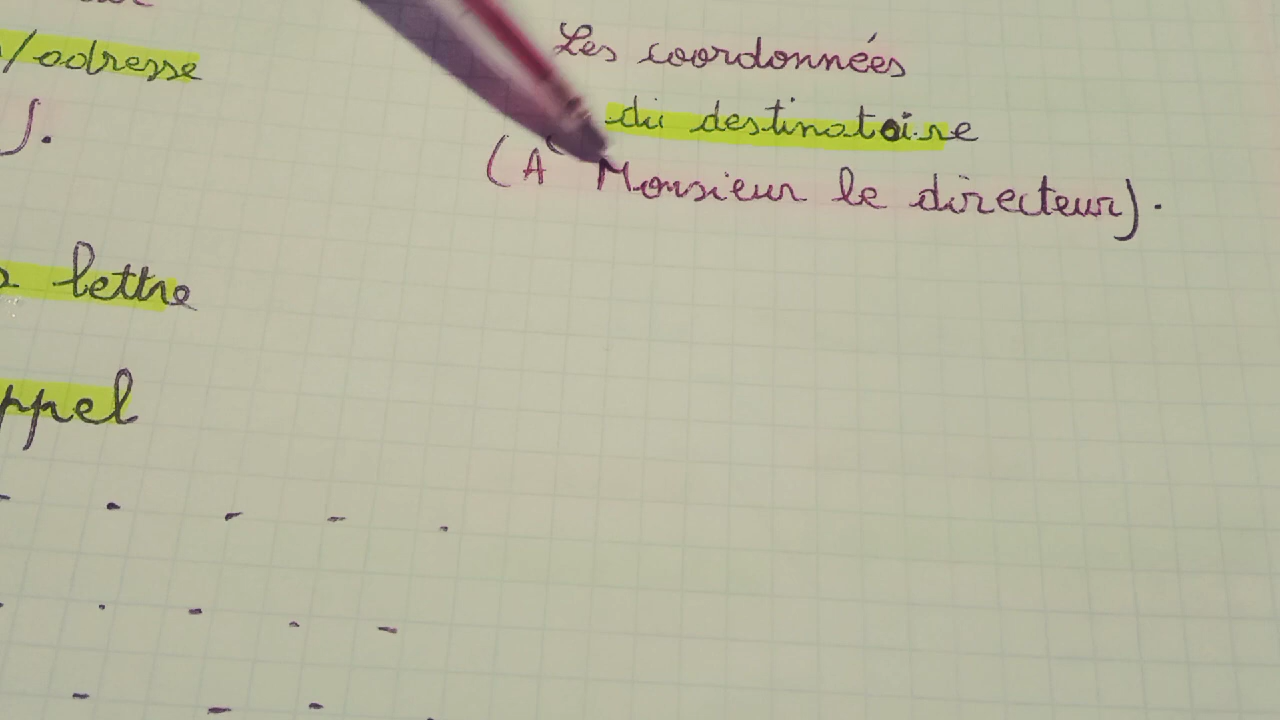 Les coordonnées
/adresse
du destinataire
).
(A Monsieur le directeur).
lettre
ppel